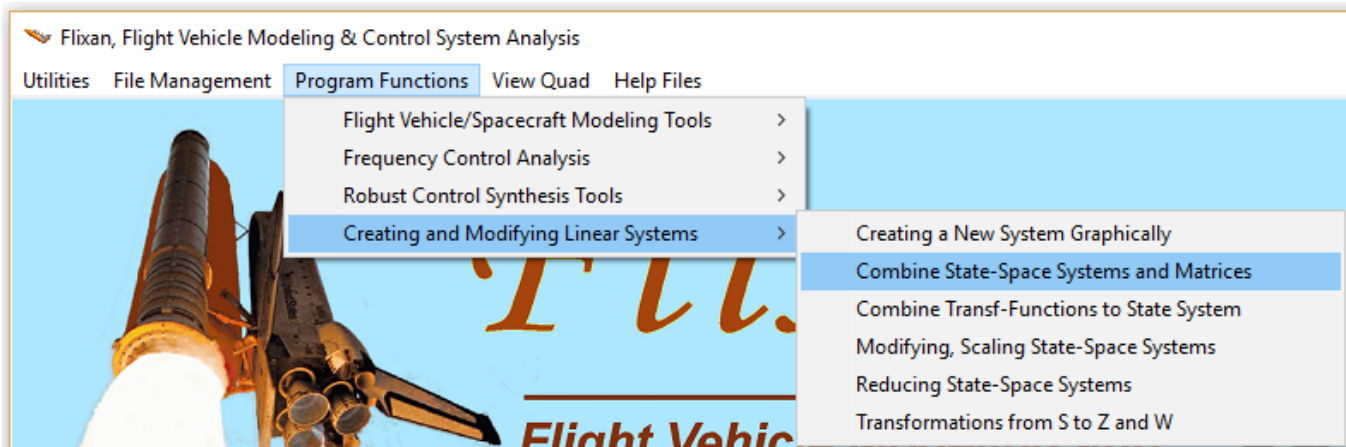 Flixan, Flight Vehicle Modeling & Control System Analysis
Utilities File Management Program Functions View Quad Help Files
Flight Vehicle/Spacecraft Modeling Tools
Frequency Control Analysis
Robust Control Synthesis Tools
Creating and Modifying Linear Systems
Creating a New System Graphically
Combine State-Space Systems and Matrices
Combine Transf-Functions to State System
Modifying, Scaling State-Space Systems
Reducing State-Space Systems
Transformations from S to Z and W
Flight